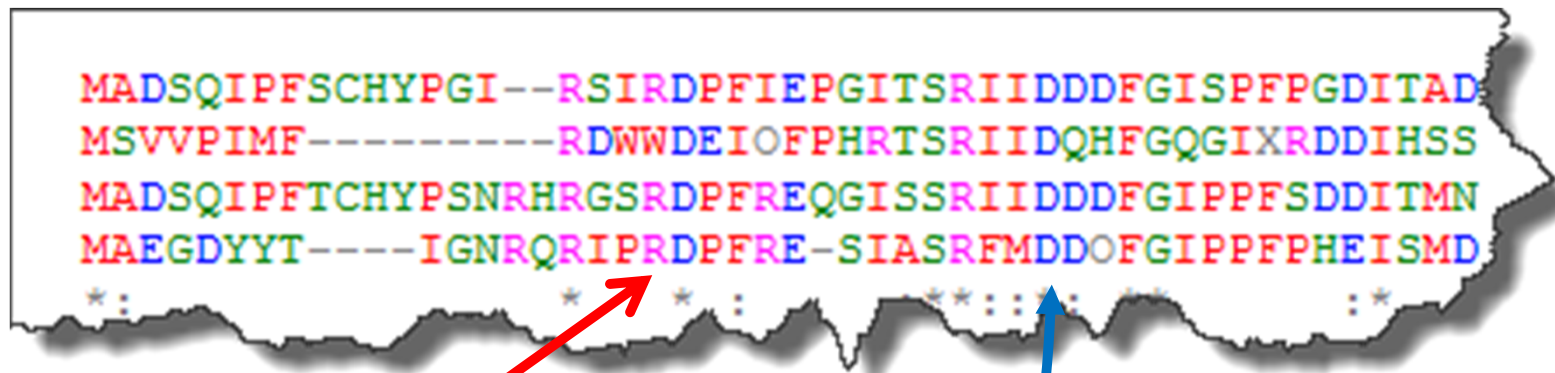 MADSQIPFSCHYPGI--RSIRDPFIEPGITSRIIDDDFGISPFPGDITAD
MSVVPIMF---------RDWWDEIOFPHRTSRIIDQHFGQGIXRDDIHSS
MADSQIPFTCHYPSNRHRGSRDPFREQGISSRIIDDDFGIPPFSDDITMN
MAEGDYYT----IGNRQRIPRDPFRE-SIASRFMDDOFGIPPFPHEISMD
*:               *   * :      **::*: **      :*